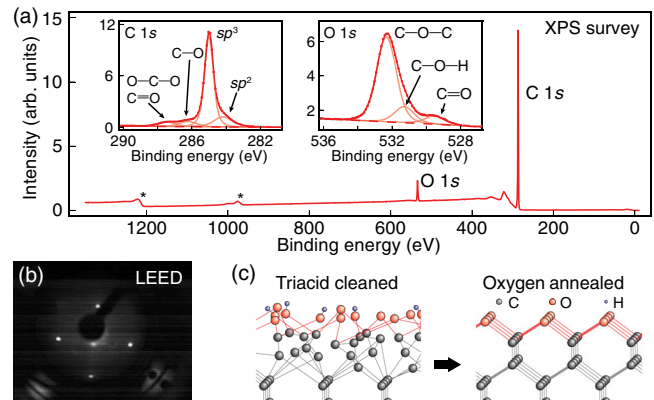 (a)
XPS survey
Intensity (arb. units)
15
10
5
0
12
6
0
C 1s
sp³
C—O
O—C—O
C=O
sp²
290
286
282
Binding energy (eV)
6
4
2
O 1s
C—O—C
C—O—H
C=O
536
532
528
Binding energy (eV)
C 1s
O 1s
*
*
1200
1000
800
600
400
200
0
Binding energy (eV)
(b)
LEED
(c)
Triacid cleaned
Oxygen annealed
C
O
H